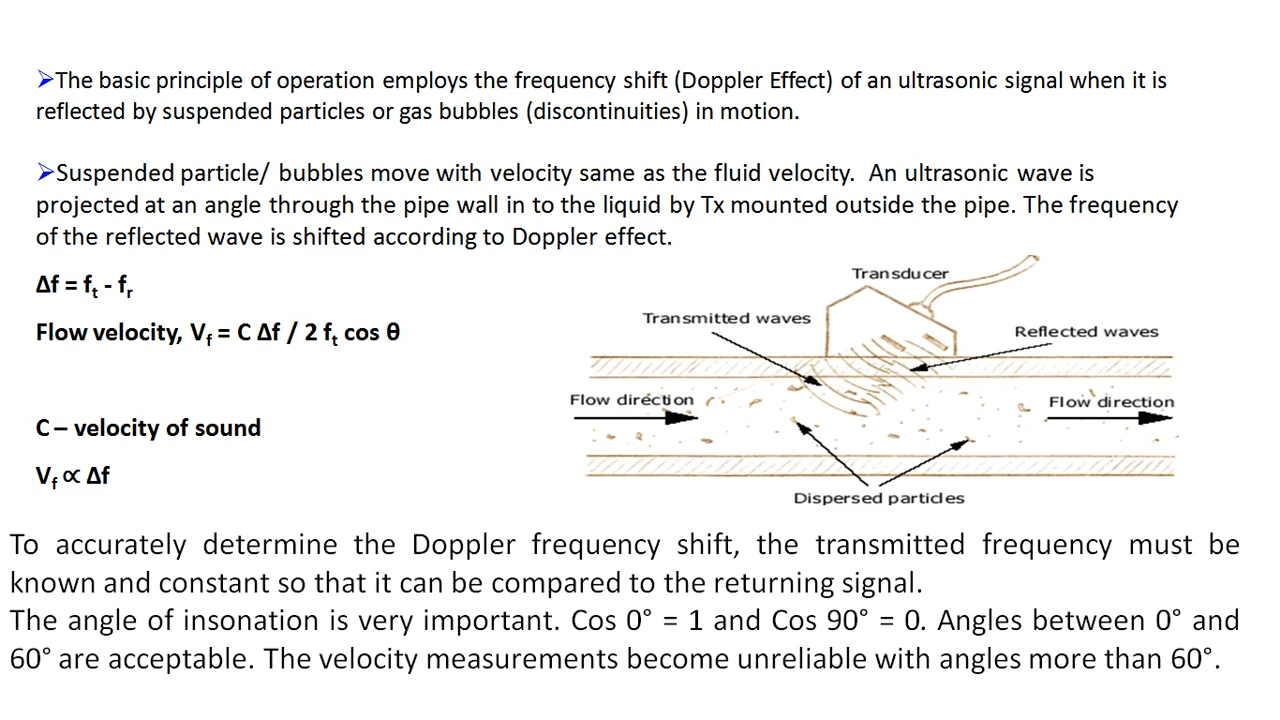 ➢The basic principle of operation employs the frequency shift (Doppler Effect) of an ultrasonic signal when it is
reflected by suspended particles or gas bubbles (discontinuities) in motion.
➢Suspended particle/ bubbles move with velocity same as the fluid velocity.  An ultrasonic wave is
projected at an angle through the pipe wall in to the liquid by Tx mounted outside the pipe. The frequency
of the reflected wave is shifted according to Doppler effect.
Δf = fₜ - fᵣ
Flow velocity, V_f = C Δf / 2 fₜ cos θ
C – velocity of sound
V_f ∝ Δf
Transducer
Transmitted waves
Reflected waves
Flow direction
Flow direction
Dispersed particles
To accurately determine the Doppler frequency shift, the transmitted frequency must be
known and constant so that it can be compared to the returning signal.
The angle of insonation is very important. Cos 0° = 1 and Cos 90° = 0. Angles between 0° and
60° are acceptable. The velocity measurements become unreliable with angles more than 60°.